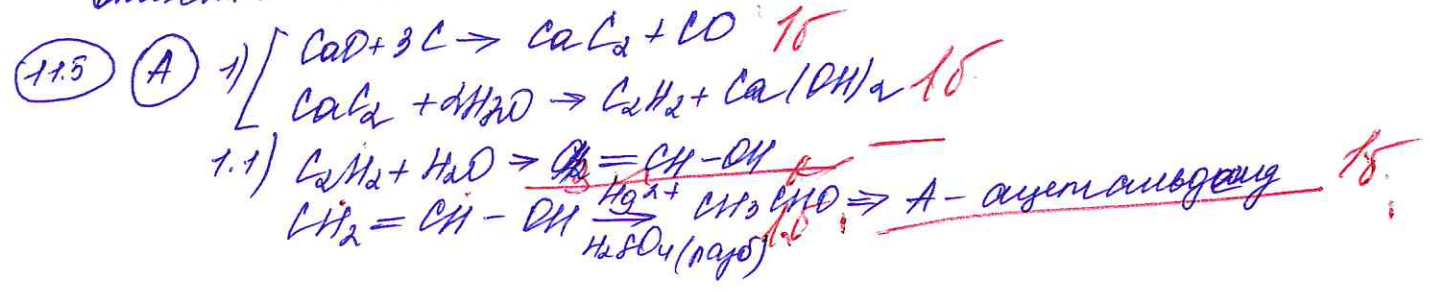 11.5 А 1) [ CaO + 3C → CaC₂ + CO 1б
CaC₂ + 2H₂O → C₂H₂ + Ca(OH)₂ 1б
1.1) C₂H₂ + H₂O → CH₂ = CH – OH —
CH₂ = CH – OH Hg²⁺ → H₂SO₄ (разб) CH₃CHO ⇒ А – ацетальдегид 1б
1б